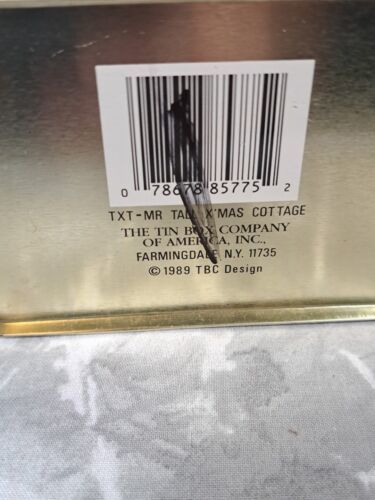 0 78678 85775 2
TXT-MR TALL X'MAS COTTAGE
THE TIN BOX COMPANY
OF AMERICA, INC.,
FARMINGDALE, N.Y. 11735
© 1989 TBC Design